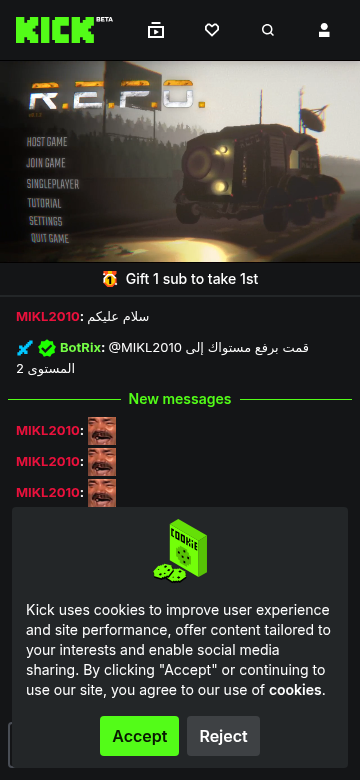 KICK BETA
R.E.P.O.
HOST GAME
JOIN GAME
SINGLEPLAYER
TUTORIAL
SETTINGS
QUIT GAME
Gift 1 sub to take 1st
MIKL2010: سلام عليكم
BotRix: @MIKL2010 قمت برفع مستواك إلى
المستوى 2
New messages
MIKL2010:
MIKL2010:
MIKL2010:
COOKIE
Kick uses cookies to improve user experience
and site performance, offer content tailored to
your interests and enable social media
sharing. By clicking "Accept" or continuing to
use our site, you agree to our use of cookies.
Accept
Reject